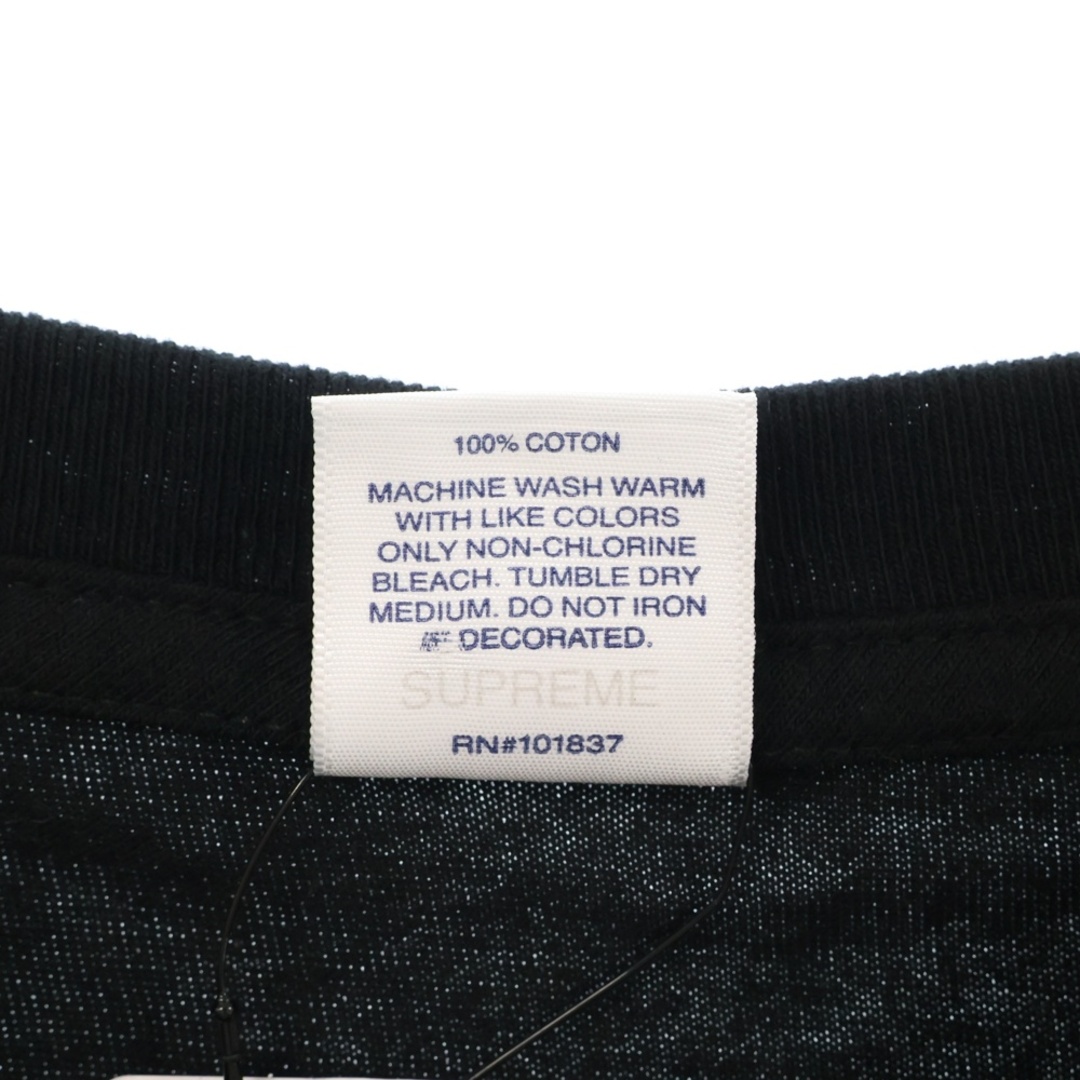 100% COTON
MACHINE WASH WARM
WITH LIKE COLORS
ONLY NON-CHLORINE
BLEACH. TUMBLE DRY
MEDIUM. DO NOT IRON
DECORATED.
SUPREME
RN#101837